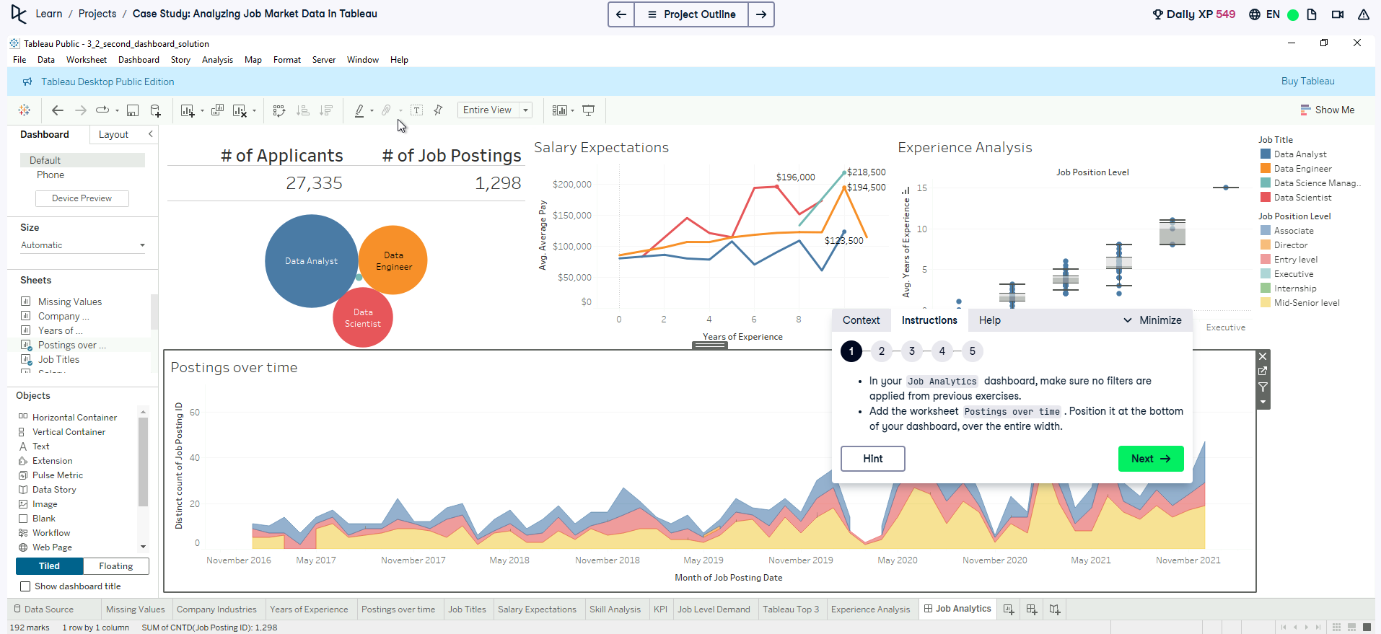 Learn / Projects / Case Study: Analyzing Job Market Data in Tableau
Project Outline
Daily XP 549
EN
Tableau Public - 3_2_second_dashboard_solution
File Data Worksheet Dashboard Story Analysis Map Format Server Window Help
Tableau Desktop Public Edition
Buy Tableau
Entire View
Show Me
Dashboard
Layout
Default
Phone
Device Preview
Size
Automatic
Sheets
Missing Values
Company ...
Years of ...
Postings over ...
Job Titles
Objects
Horizontal Container
Vertical Container
Text
Extension
Pulse Metric
Data Story
Image
Blank
Workflow
Web Page
Tiled
Floating
Show dashboard title
# of Applicants
# of Job Postings
27,335
1,298
Data Analyst
Data
Engineer
Data
Scientist
Salary Expectations
Avg. Average Pay
$200,000
$150,000
$100,000
$50,000
$0
$196,000
$218,500
$194,500
$123,500
0 2 4 6 8
Years of Experience
Experience Analysis
Job Position Level
Avg. Years of Experience
15
10
5
Executive
Job Title
Data Analyst
Data Engineer
Data Science Manag..
Data Scientist
Job Position Level
Associate
Director
Entry level
Executive
Internship
Mid-Senior level
Context
Instructions
Help
Minimize
1 2 3 4 5
• In your Job Analytics dashboard, make sure no filters are
applied from previous exercises.
• Add the worksheet Postings over time . Position it at the bottom
of your dashboard, over the entire width.
Hint
Next
Postings over time
Distinct count of Job Posting ID
60
40
20
0
November 2016 May 2017 November 2017 May 2018 November 2018 May 2019 November 2019 May 2020 November 2020 May 2021 November 2021
Month of Job Posting Date
Data Source Missing Values Company Industries Years of Experience Postings over time Job Titles Salary Expectations Skill Analysis KPI Job Level Demand Tableau Top 3 Experience Analysis Job Analytics
192 marks 1 row by 1 column SUM of CNTD(Job Posting ID): 1.298